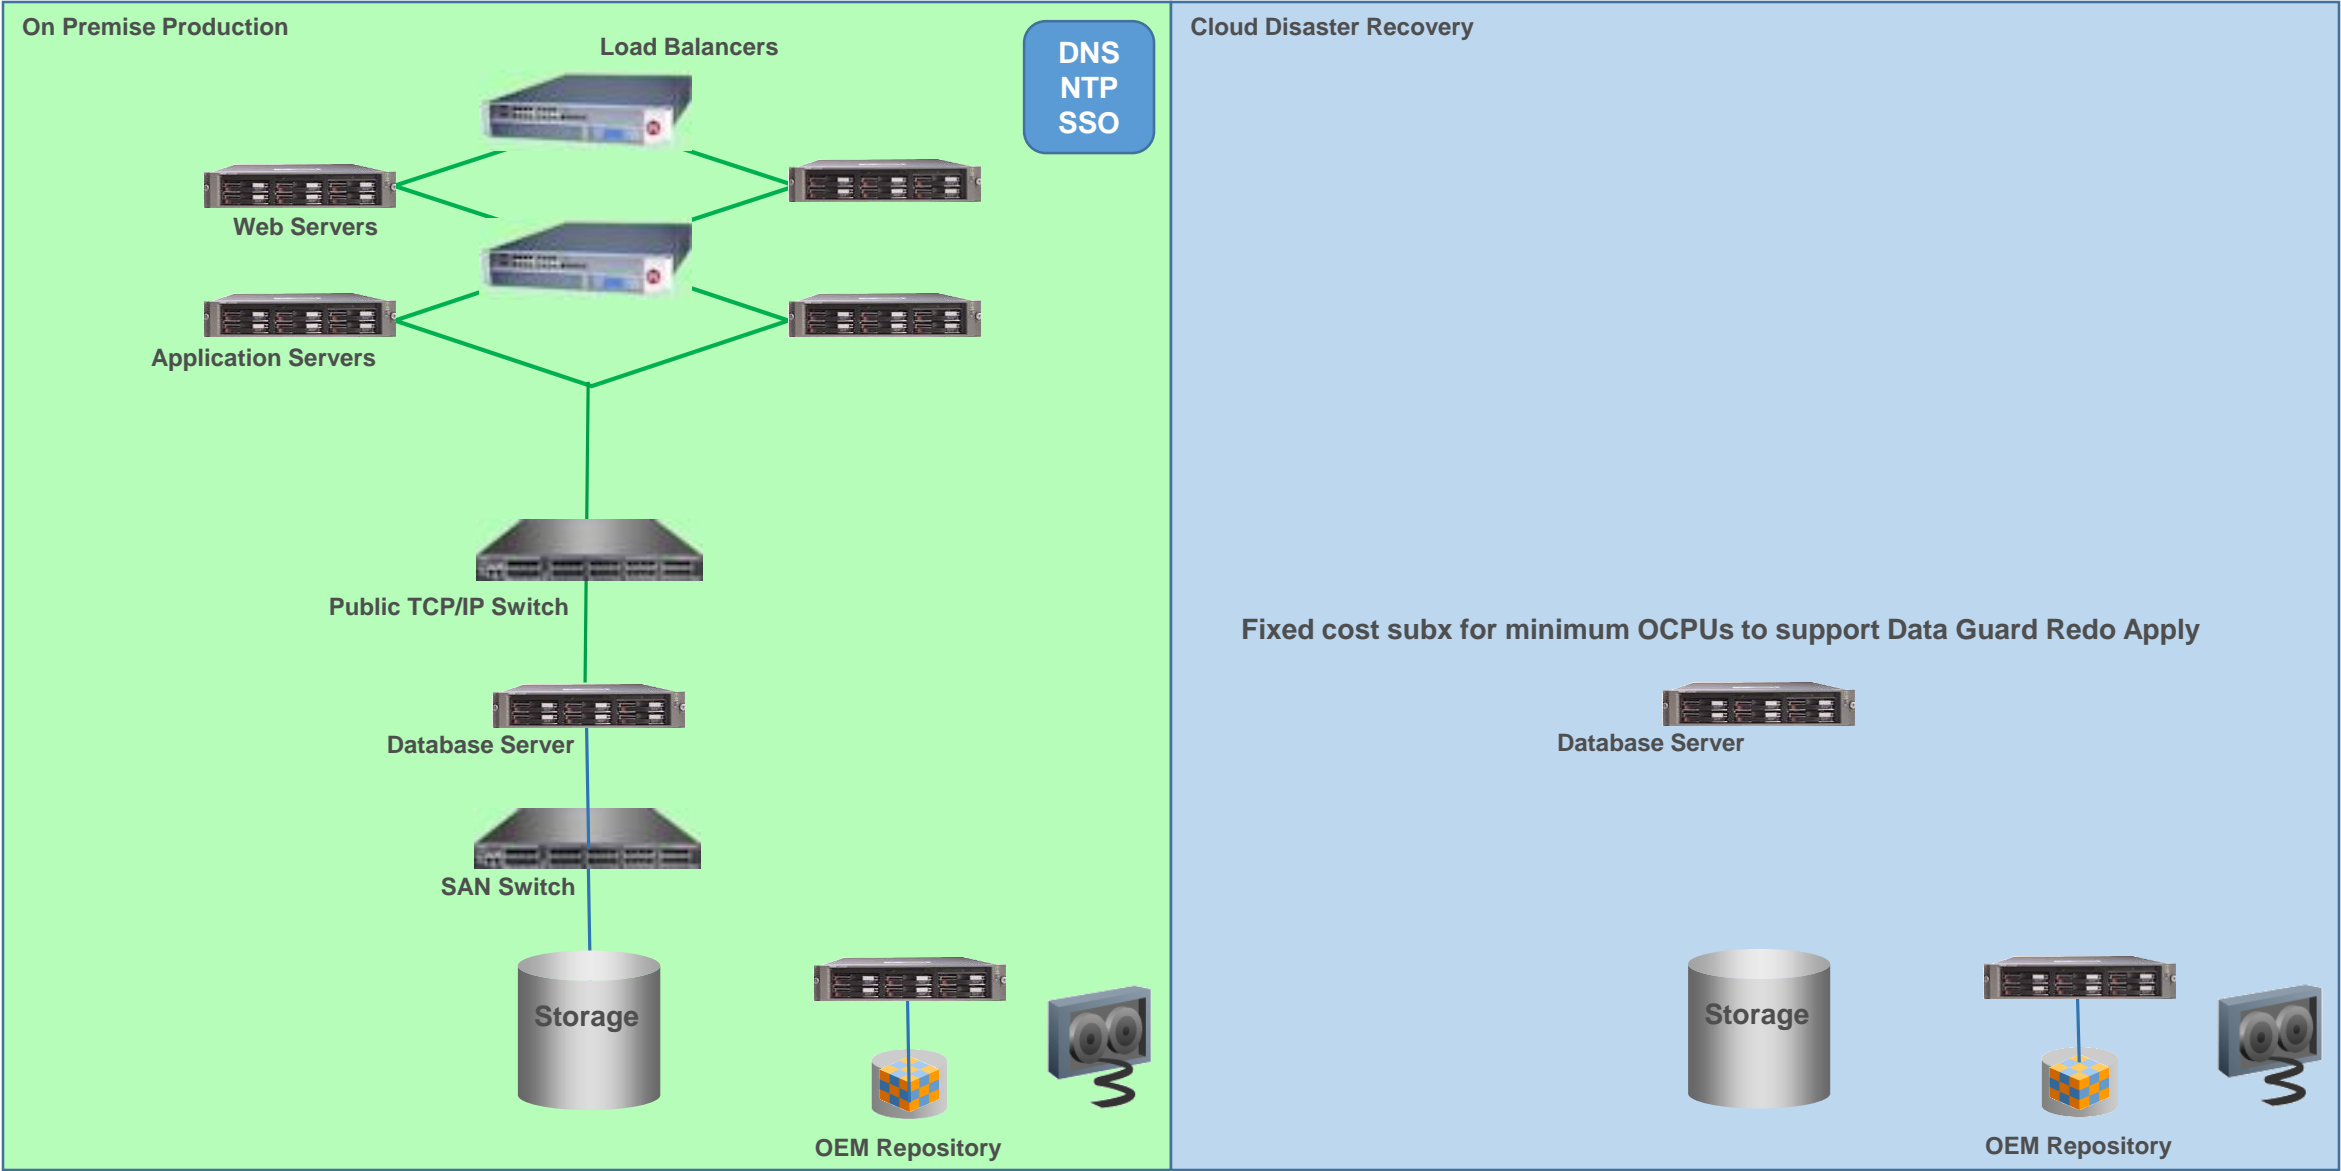 On Premise Production
Load Balancers
DNS
NTP
SSO
Web Servers
Application Servers
Public TCP/IP Switch
Database Server
SAN Switch
Storage
OEM Repository
Cloud Disaster Recovery
Fixed cost subx for minimum OCPUs to support Data Guard Redo Apply
Database Server
Storage
OEM Repository